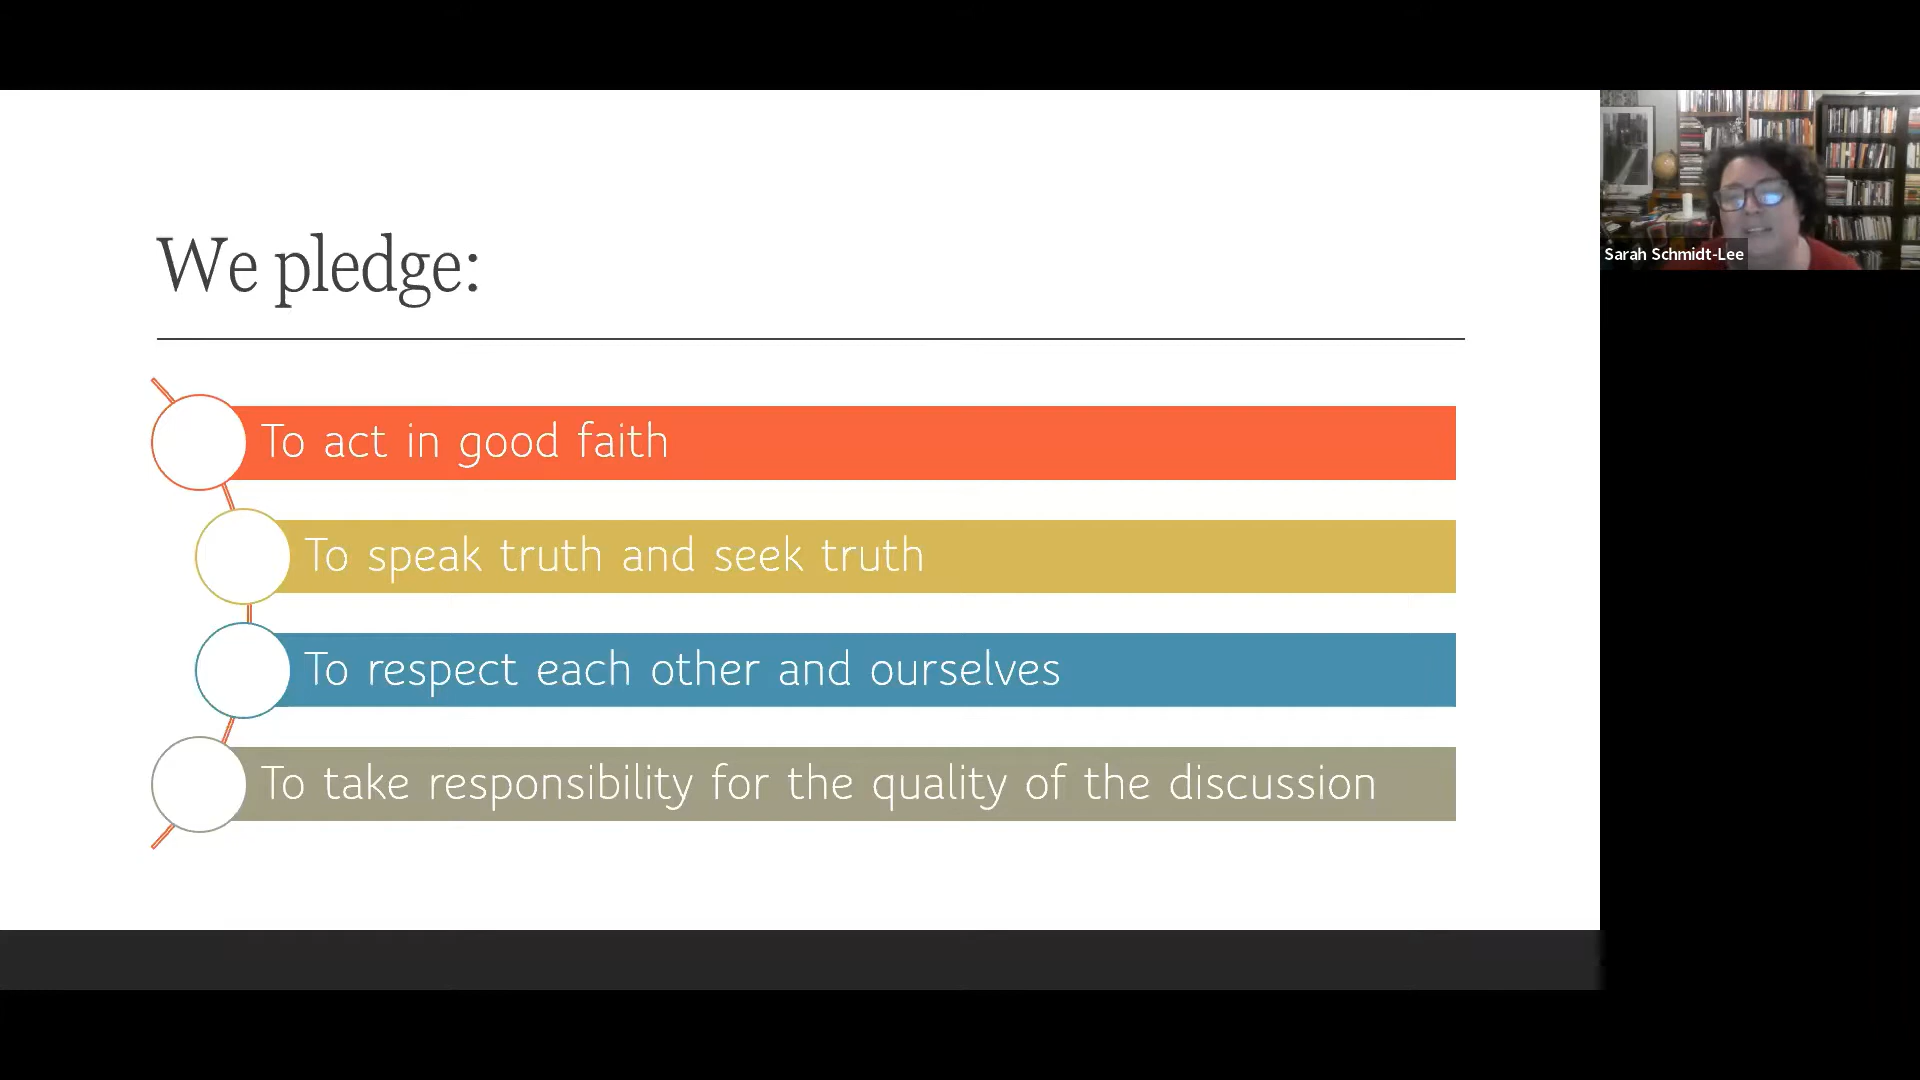 We pledge:
To act in good faith
To speak truth and seek truth
To respect each other and ourselves
To take responsibility for the quality of the discussion
Sarah Schmidt-Lee